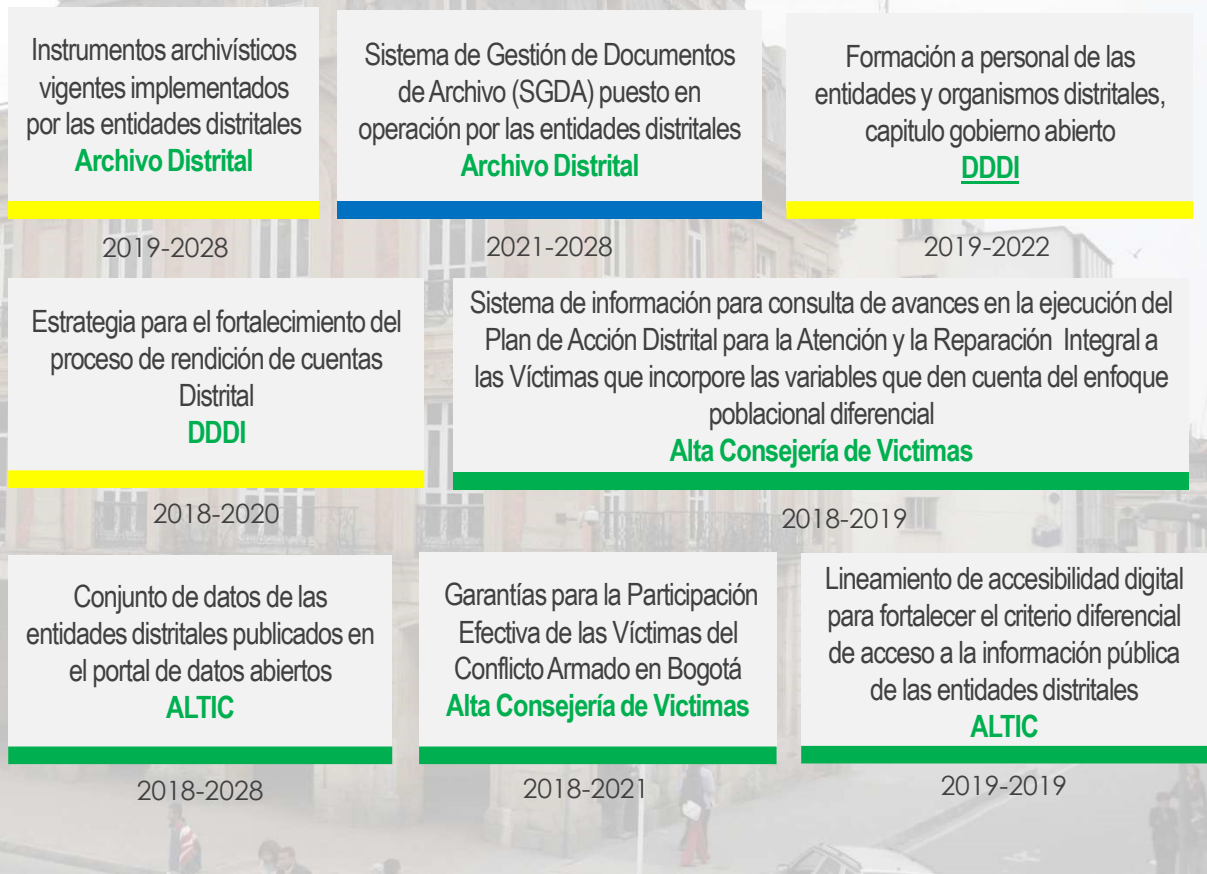 Instrumentos archivísticos
vigentes implementados
por las entidades distritales
Archivo Distrital
2019-2028
Sistema de Gestión de Documentos
de Archivo (SGDA) puesto en
operación por las entidades distritales
Archivo Distrital
2021-2028
Formación a personal de las
entidades y organismos distritales,
capitulo gobierno abierto
DDDI
2019-2022
Estrategia para el fortalecimiento del
proceso de rendición de cuentas
Distrital
DDDI
2018-2020
Sistema de información para consulta de avances en la ejecución del
Plan de Acción Distrital para la Atención y la Reparación Integral a
las Víctimas que incorpore las variables que den cuenta del enfoque
poblacional diferencial
Alta Consejería de Victimas
2018-2019
Conjunto de datos de las
entidades distritales publicados en
el portal de datos abiertos
ALTIC
2018-2028
Garantías para la Participación
Efectiva de las Víctimas del
Conflicto Armado en Bogotá
Alta Consejería de Victimas
2018-2021
Lineamiento de accesibilidad digital
para fortalecer el criterio diferencial
de acceso a la información pública
de las entidades distritales
ALTIC
2019-2019